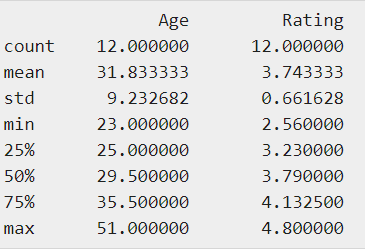 Age Rating
count 12.000000 12.000000
mean 31.833333 3.743333
std 9.232682 0.661628
min 23.000000 2.560000
25% 25.000000 3.230000
50% 29.500000 3.790000
75% 35.500000 4.132500
max 51.000000 4.800000